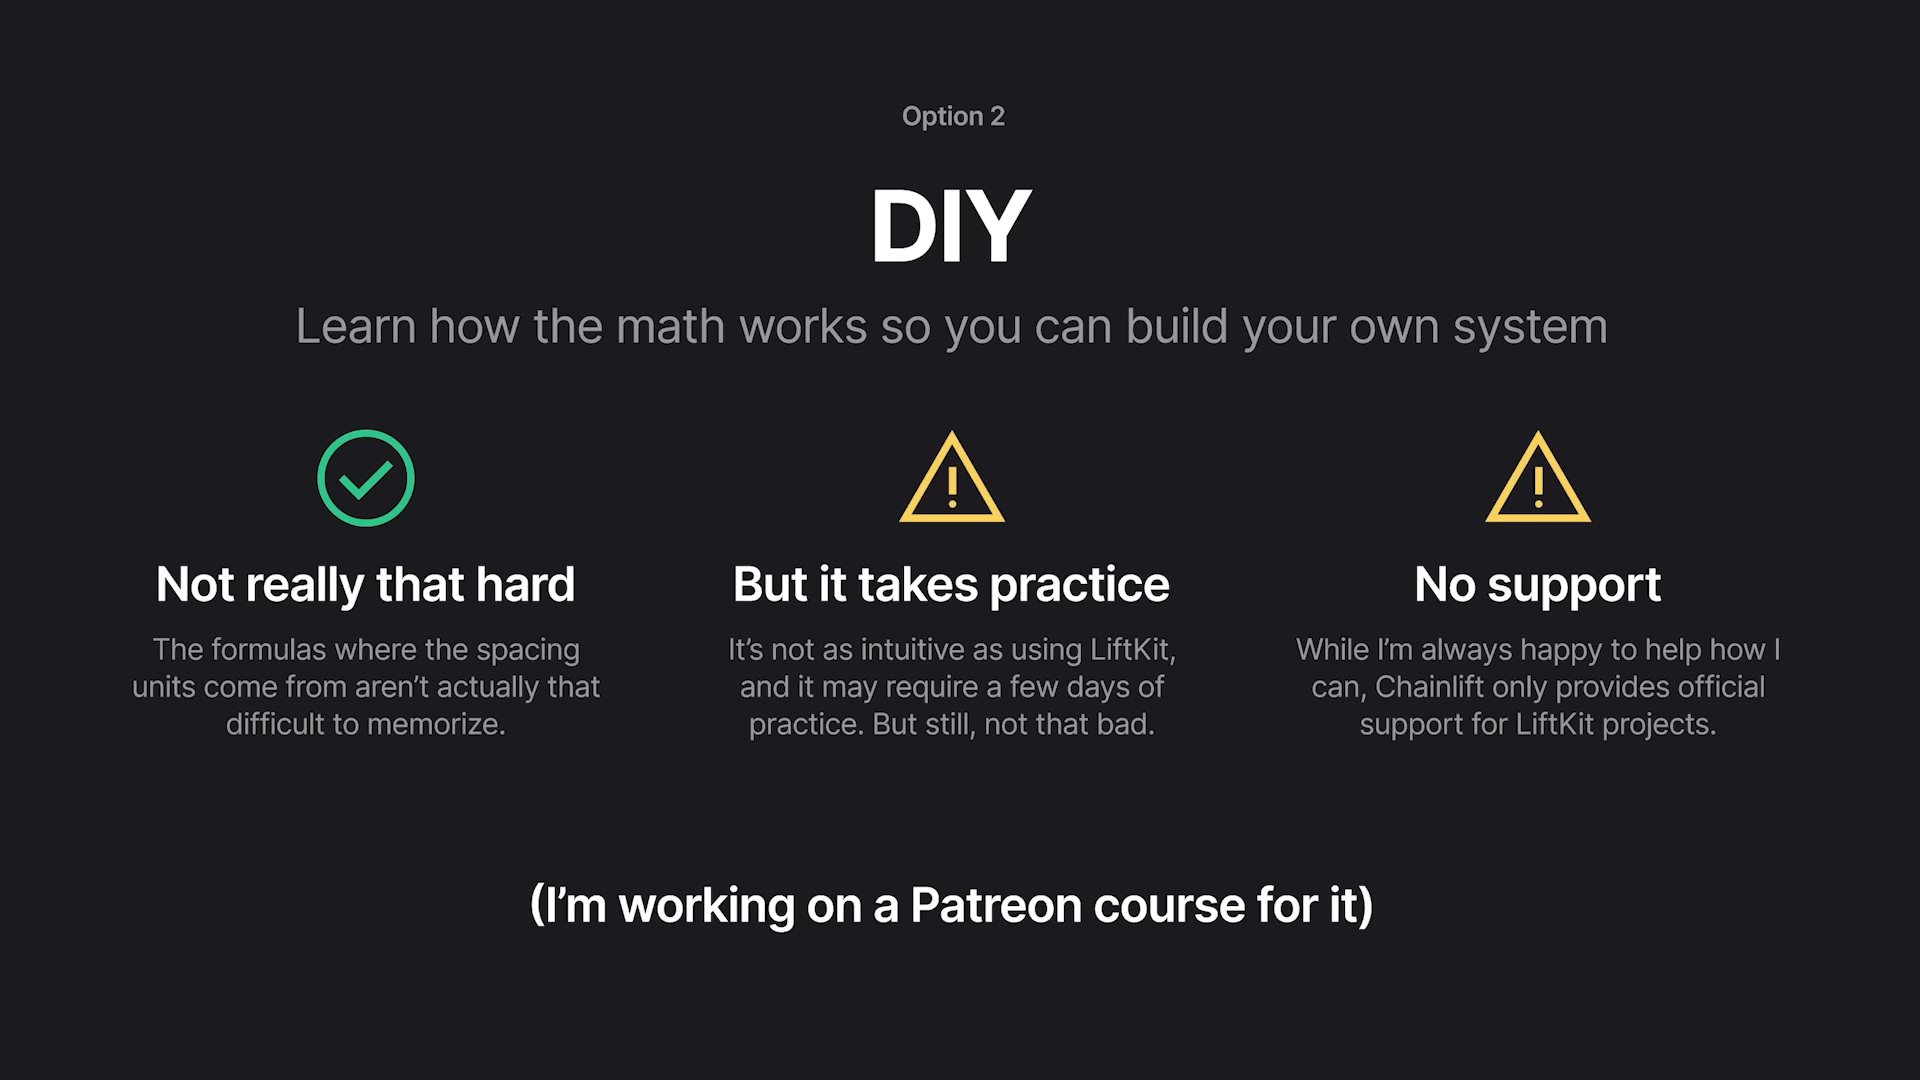 Option 2
DIY
Learn how the math works so you can build your own system
Not really that hard
The formulas where the spacing
units come from aren’t actually that
difficult to memorize.
But it takes practice
It’s not as intuitive as using LiftKit,
and it may require a few days of
practice. But still, not that bad.
No support
While I’m always happy to help how I
can, Chainlift only provides official
support for LiftKit projects.
(I’m working on a Patreon course for it)